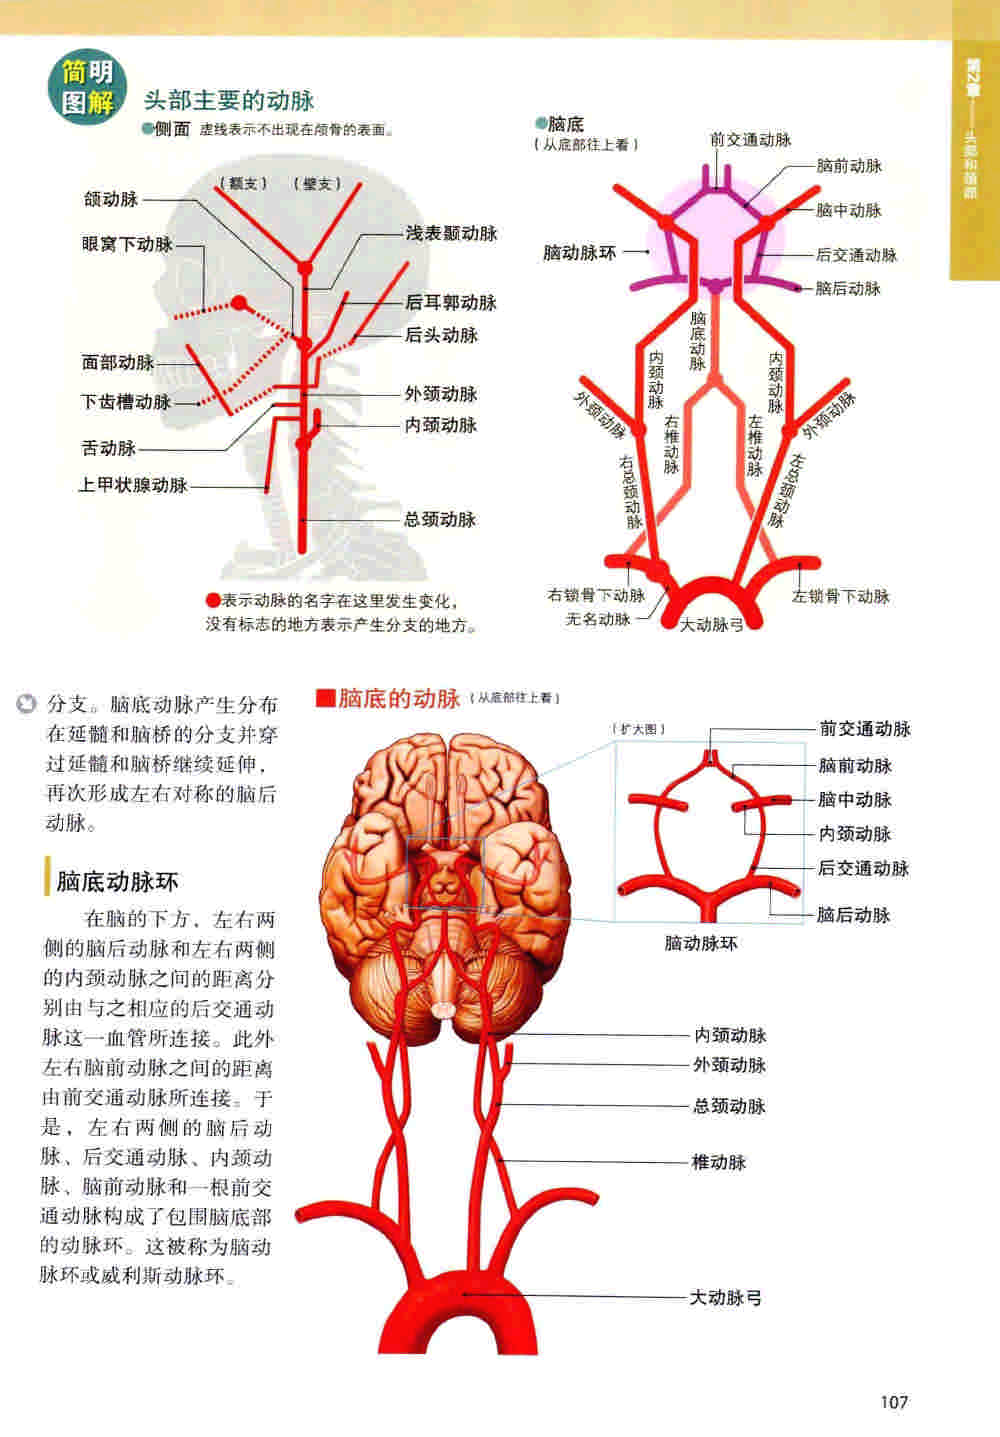 第2章——头部和颈部
简明
图解
头部主要的动脉
侧面 虚线表示不出现在颅骨的表面。
(额支) (壁支)
颌动脉
眼窝下动脉
面部动脉
下齿槽动脉
舌动脉
上甲状腺动脉
浅表颞动脉
后耳郭动脉
后头动脉
外颈动脉
内颈动脉
总颈动脉
表示动脉的名字在这里发生变化，
没有标志的地方表示产生分支的地方。
脑底
(从底部往上看)
前交通动脉
脑前动脉
脑中动脉
脑动脉环
后交通动脉
脑后动脉
脑底动脉
内颈动脉
内颈动脉
外颈动脉
外颈动脉
右椎动脉
左椎动脉
右总颈动脉
左总颈动脉
右锁骨下动脉
左锁骨下动脉
无名动脉
大动脉弓
分支。脑底动脉产生分布
在延髓和脑桥的分支并穿
过延髓和脑桥继续延伸，
再次形成左右对称的脑后
动脉。
脑底动脉环
在脑的下方，左右两
侧的脑后动脉和左右两侧
的内颈动脉之间的距离分
别由与之相应的后交通动
脉这一血管所连接。此外
左右脑前动脉之间的距离
由前交通动脉所连接。于
是，左右两侧的脑后动
脉、后交通动脉、内颈动
脉、脑前动脉和一根前交
通动脉构成了包围脑底部
的动脉环。这被称为脑动
脉环或威利斯动脉环。
脑底的动脉 (从底部往上看)
(扩大图)
前交通动脉
脑前动脉
脑中动脉
内颈动脉
后交通动脉
脑后动脉
脑动脉环
内颈动脉
外颈动脉
总颈动脉
椎动脉
大动脉弓
107